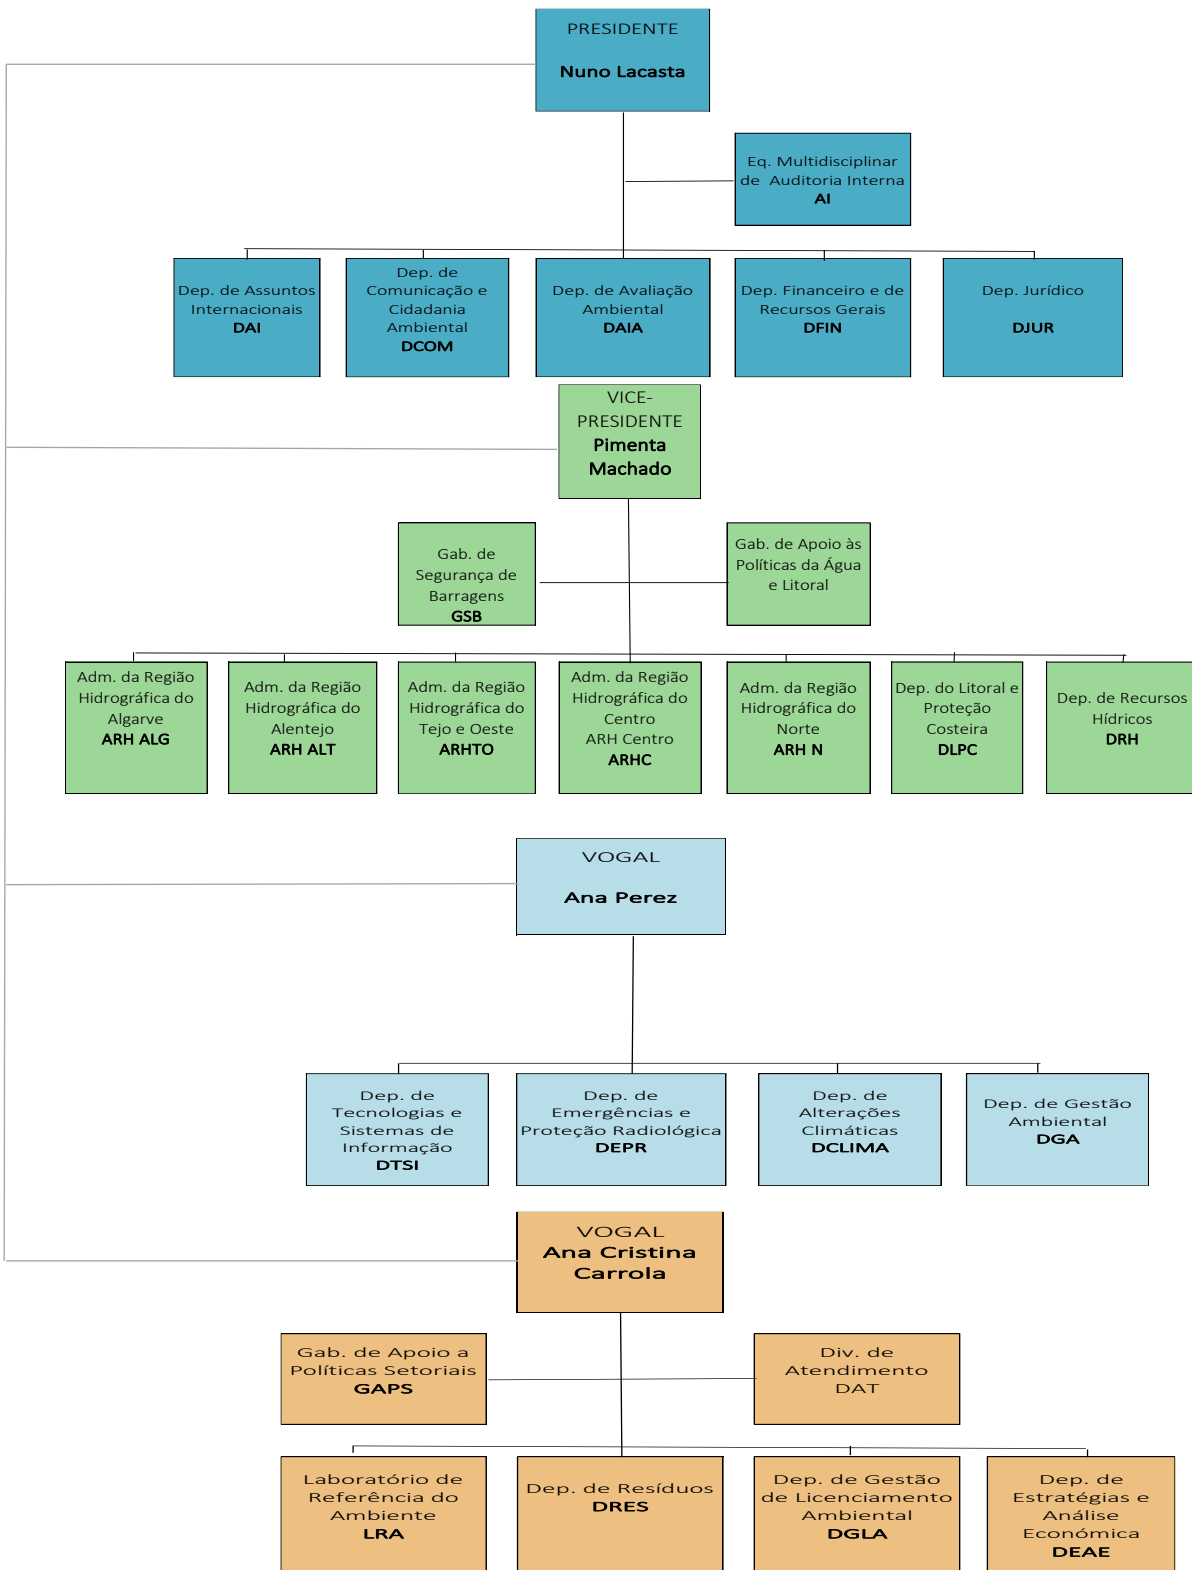 PRESIDENTE
Nuno Lacasta
Eq. Multidisciplinar
de Auditoria Interna
AI
Dep. de Assuntos
Internacionais
DAI
Dep. de
Comunicação e
Cidadania
Ambiental
DCOM
Dep. de Avaliação
Ambiental
DAIA
Dep. Financeiro e de
Recursos Gerais
DFIN
Dep. Jurídico
DJUR
VICE-
PRESIDENTE
Pimenta
Machado
Gab. de
Segurança de
Barragens
GSB
Gab. de Apoio às
Políticas da Água
e Litoral
Adm. da Região
Hidrográfica do
Algarve
ARH ALG
Adm. da Região
Hidrográfica do
Alentejo
ARH ALT
Adm. da Região
Hidrográfica do
Tejo e Oeste
ARHTO
Adm. da Região
Hidrográfica do
Centro
ARH Centro
ARHC
Adm. da Região
Hidrográfica do
Norte
ARH N
Dep. do Litoral e
Proteção
Costeira
DLPC
Dep. de Recursos
Hídricos
DRH
VOGAL
Ana Perez
Dep. de
Tecnologias e
Sistemas de
Informação
DTSI
Dep. de
Emergências e
Proteção Radiológica
DEPR
Dep. de
Alterações
Climáticas
DCLIMA
Dep. de Gestão
Ambiental
DGA
VOGAL
Ana Cristina
Carrola
Gab. de Apoio a
Políticas Setoriais
GAPS
Div. de
Atendimento
DAT
Laboratório de
Referência do
Ambiente
LRA
Dep. de Resíduos
DRES
Dep. de Gestão
de Licenciamento
Ambiental
DGLA
Dep. de
Estratégias e
Análise
Económica
DEAE